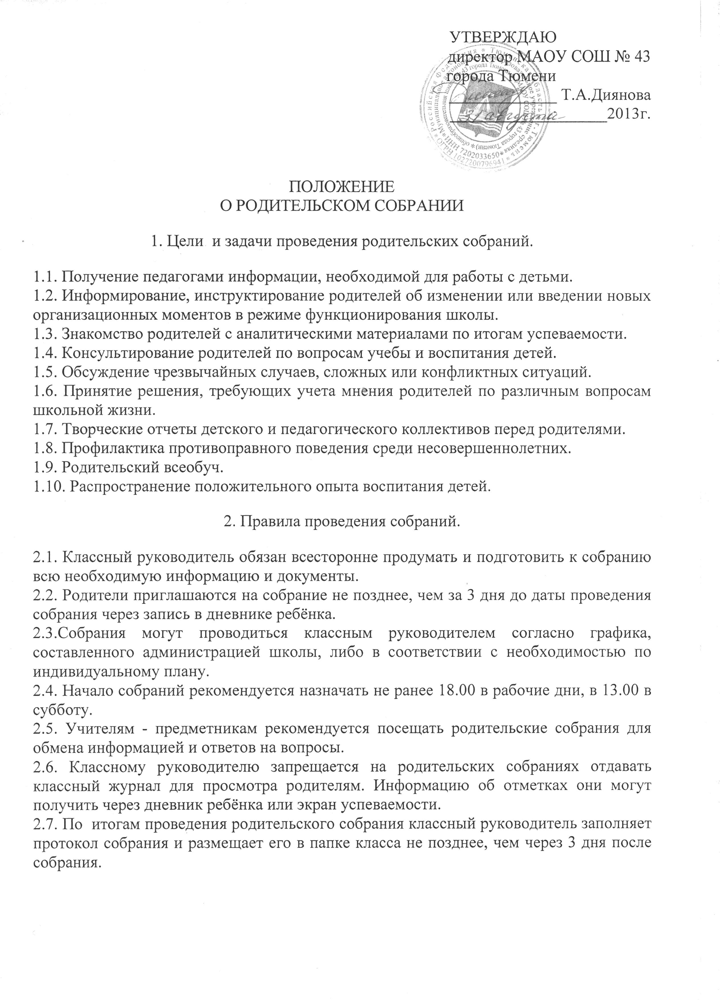 УТВЕРЖДАЮ
директор МАОУ СОШ № 43
города Тюмени
Т.А.Диянова
31 августа 2013г.
Российская Федерация * Тюменская область г. Тюмень *
* ОГРН 1027200796941 *
* Муниципальное автономное общеобразовательное учреждение средняя
* ИНН 7202033650 *
общеобразовательная школа № 43 города Тюмени (МАОУ СОШ № 43 города Тюмени) *
ПОЛОЖЕНИЕ
О РОДИТЕЛЬСКОМ СОБРАНИИ
1. Цели и задачи проведения родительских собраний.
1.1. Получение педагогами информации, необходимой для работы с детьми.
1.2. Информирование, инструктирование родителей об изменении или введении новых
организационных моментов в режиме функционирования школы.
1.3. Знакомство родителей с аналитическими материалами по итогам успеваемости.
1.4. Консультирование родителей по вопросам учебы и воспитания детей.
1.5. Обсуждение чрезвычайных случаев, сложных или конфликтных ситуаций.
1.6. Принятие решения, требующих учета мнения родителей по различным вопросам
школьной жизни.
1.7. Творческие отчеты детского и педагогического коллективов перед родителями.
1.8. Профилактика противоправного поведения среди несовершеннолетних.
1.9. Родительский всеобуч.
1.10. Распространение положительного опыта воспитания детей.
2. Правила проведения собраний.
2.1. Классный руководитель обязан всесторонне продумать и подготовить к собранию
всю необходимую информацию и документы.
2.2. Родители приглашаются на собрание не позднее, чем за 3 дня до даты проведения
собрания через запись в дневнике ребёнка.
2.3.Собрания могут проводиться классным руководителем согласно графика,
составленного администрацией школы, либо в соответствии с необходимостью по
индивидуальному плану.
2.4. Начало собраний рекомендуется назначать не ранее 18.00 в рабочие дни, в 13.00 в
субботу.
2.5. Учителям - предметникам рекомендуется посещать родительские собрания для
обмена информацией и ответов на вопросы.
2.6. Классному руководителю запрещается на родительских собраниях отдавать
классный журнал для просмотра родителям. Информацию об отметках они могут
получить через дневник ребёнка или экран успеваемости.
2.7. По итогам проведения родительского собрания классный руководитель заполняет
протокол собрания и размещает его в папке класса не позднее, чем через 3 дня после
собрания.